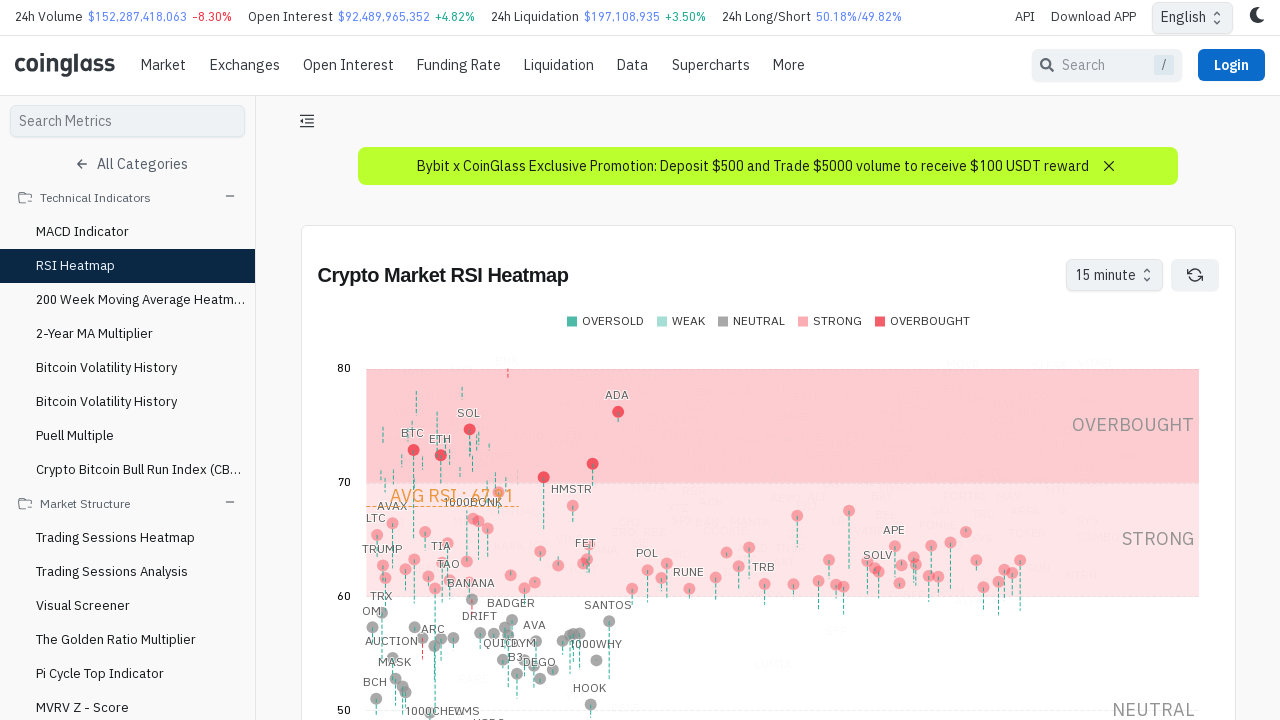 24h Volume $152,287,418,063 -8.30% Open Interest $92,489,965,352 +4.82% 24h Liquidation $197,108,935 +3.50% 24h Long/Short 50.18%/49.82% API Download APP English
coinglass Market Exchanges Open Interest Funding Rate Liquidation Data Supercharts More Search / Login
Search Metrics
All Categories
Technical Indicators
MACD Indicator
RSI Heatmap
200 Week Moving Average Heatm...
2-Year MA Multiplier
Bitcoin Volatility History
Bitcoin Volatility History
Puell Multiple
Crypto Bitcoin Bull Run Index (CB...
Market Structure
Trading Sessions Heatmap
Trading Sessions Analysis
Visual Screener
The Golden Ratio Multiplier
Pi Cycle Top Indicator
MVRV Z - Score
Bybit x CoinGlass Exclusive Promotion: Deposit $500 and Trade $5000 volume to receive $100 USDT reward
Crypto Market RSI Heatmap
15 minute
OVERSOLD WEAK NEUTRAL STRONG OVERBOUGHT
80
ADA
SOL
OVERBOUGHT
BTC
ETH
70
HMSTR
AVG RSI :
1000BONK
AVAX
LTC
APE
STRONG
FET
TIA
TRUMP
POL
SOLV
TAO
TRB
RUNE
BANANA
60
TRX
BADGER
SANTOS
OM
DRIFT
AVA
ARC
AUCTION
QUICK
GYM
1000WHY
B3
MASK
DEGO
BCH
HOOK
50
1000CHEEMS
NEUTRAL